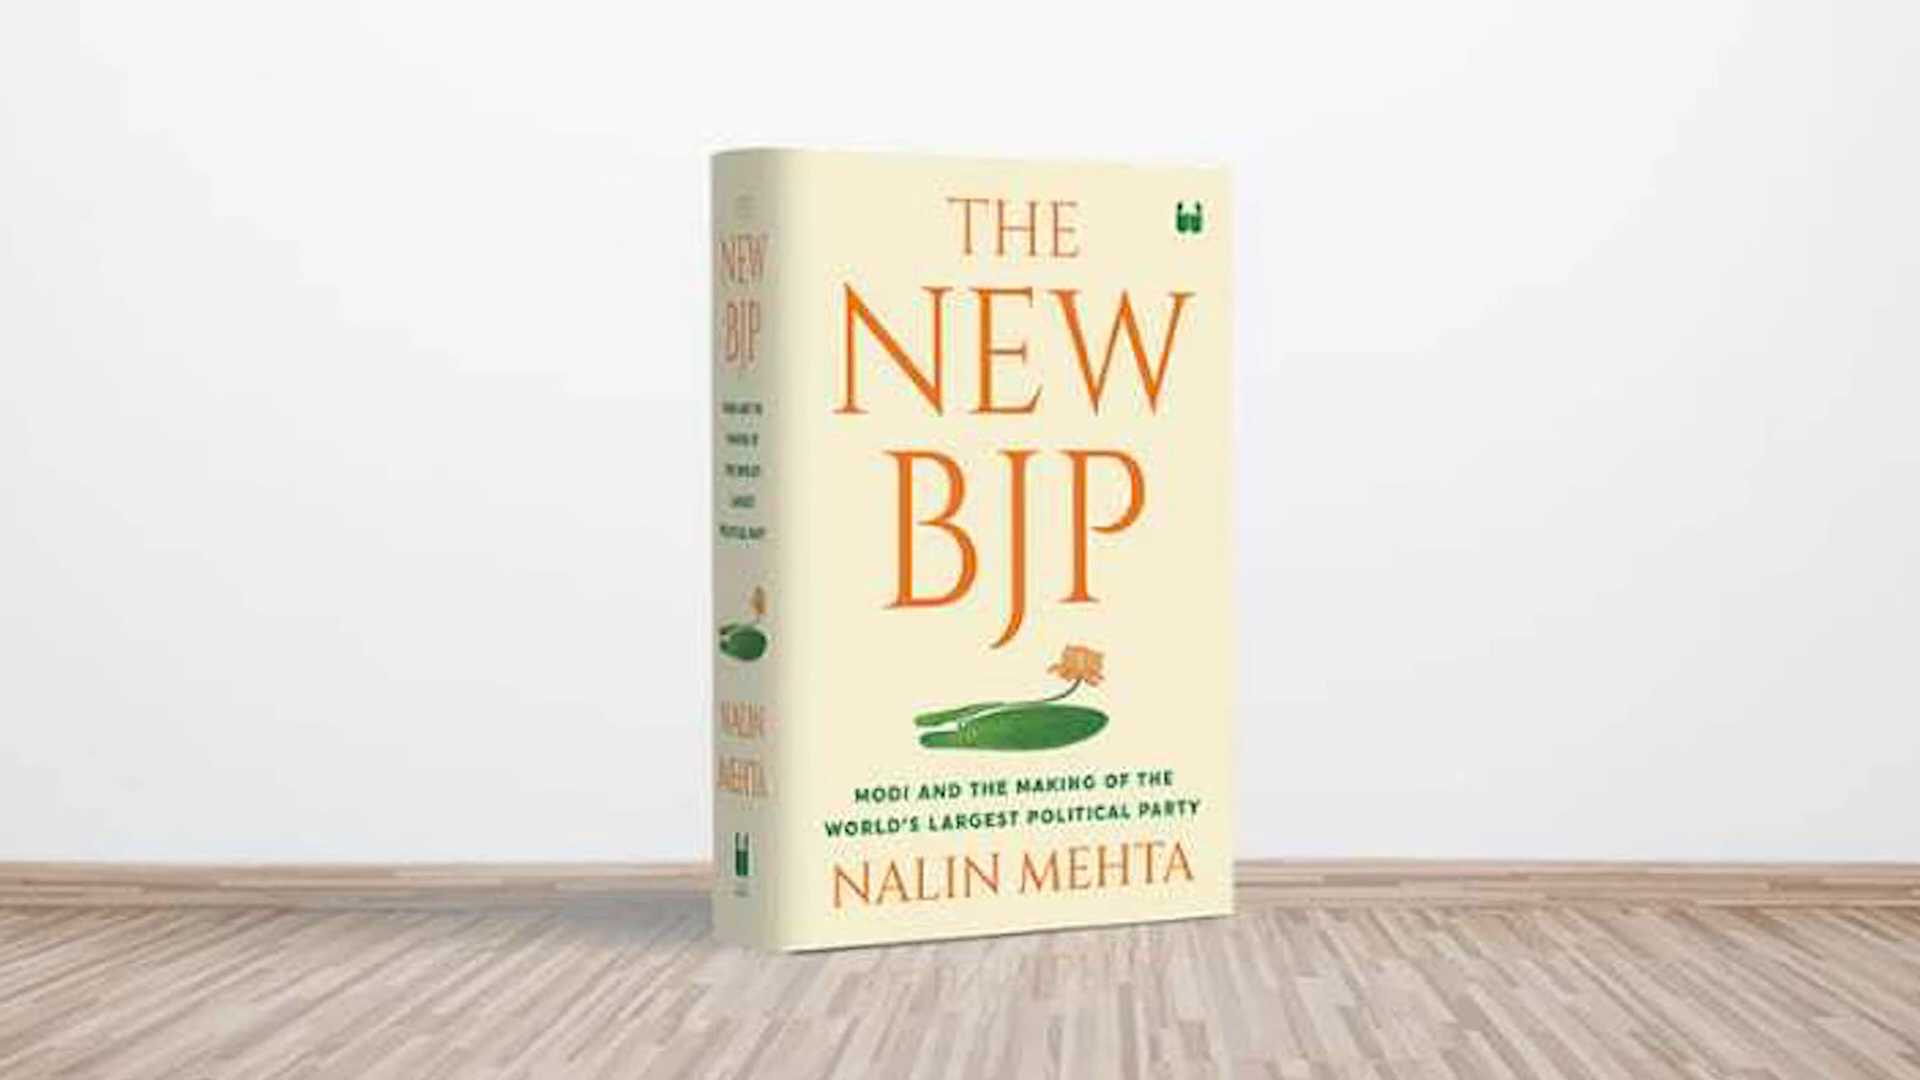 THE
NEW
BJP
MODI AND THE MAKING OF THE
WORLD'S LARGEST POLITICAL PARTY
NALIN MEHTA
NEW
BJP
NALIN
MEHTA